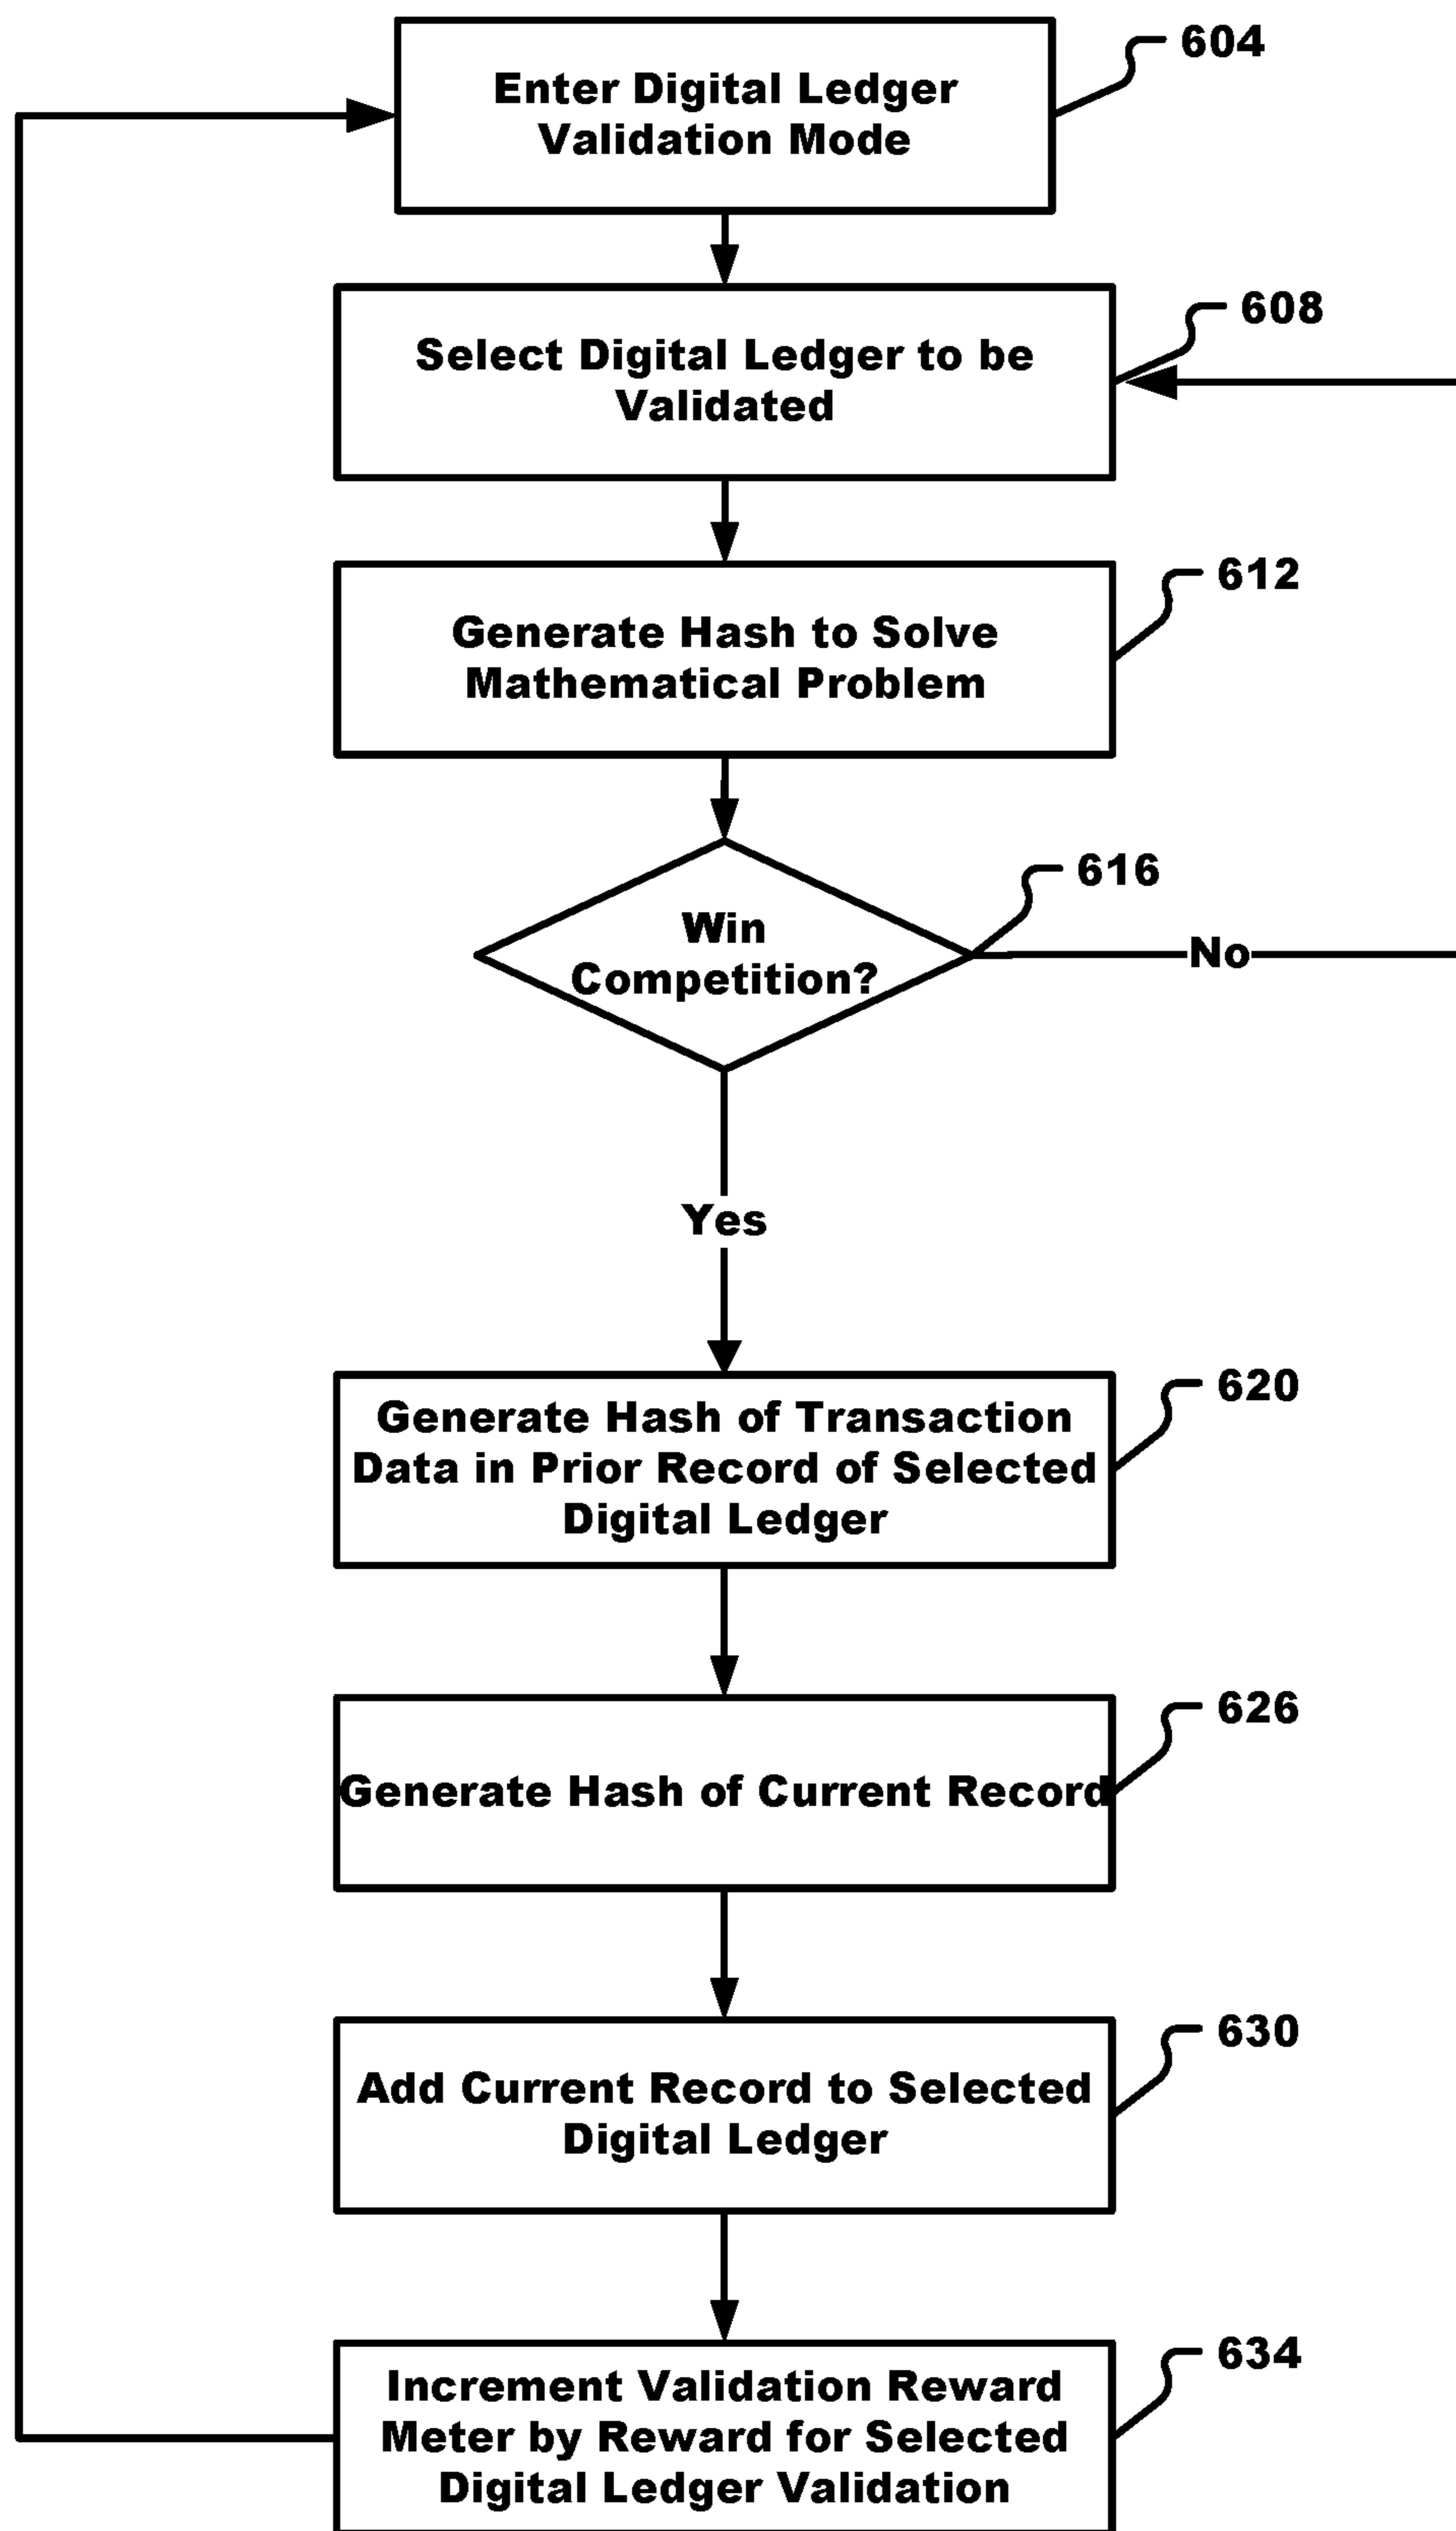 604
Enter Digital Ledger
Validation Mode
608
Select Digital Ledger to be
Validated
612
Generate Hash to Solve
Mathematical Problem
616
Win
Competition?
No
Yes
620
Generate Hash of Transaction
Data in Prior Record of Selected
Digital Ledger
626
Generate Hash of Current Record
630
Add Current Record to Selected
Digital Ledger
634
Increment Validation Reward
Meter by Reward for Selected
Digital Ledger Validation